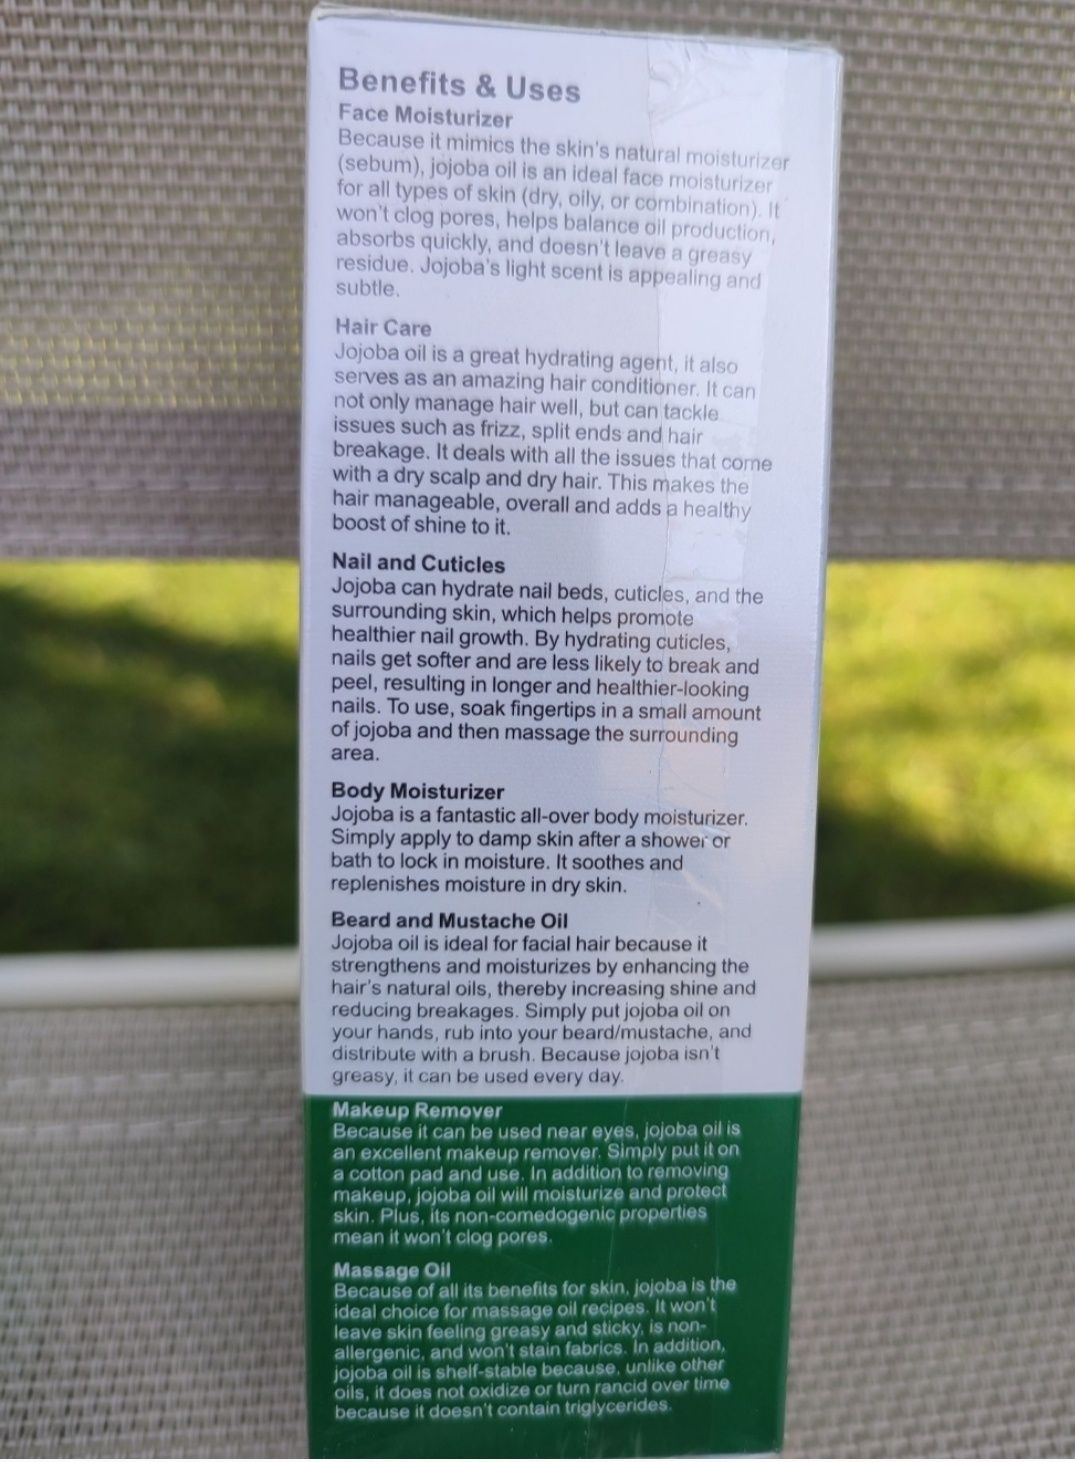 Benefits & Uses
Face Moisturizer
Because it mimics the skin's natural moisturizer
(sebum), jojoba oil is an ideal face moisturizer
for all types of skin (dry, oily, or combination). It
won't clog pores, helps balance oil production,
absorbs quickly, and doesn't leave a greasy
residue. Jojoba's light scent is appealing and
subtle.
Hair Care
Jojoba oil is a great hydrating agent, it also
serves as an amazing hair conditioner. It can
not only manage hair well, but can tackle
issues such as frizz, split ends and hair
breakage. It deals with all the issues that come
with a dry scalp and dry hair. This makes the
hair manageable, overall and adds a healthy
boost of shine to it.
Nail and Cuticles
Jojoba can hydrate nail beds, cuticles, and the
surrounding skin, which helps promote
healthier nail growth. By hydrating cuticles,
nails get softer and are less likely to break and
peel, resulting in longer and healthier-looking
nails. To use, soak fingertips in a small amount
of jojoba and then massage the surrounding
area.
Body Moisturizer
Jojoba is a fantastic all-over body moisturizer.
Simply apply to damp skin after a shower or
bath to lock in moisture. It soothes and
replenishes moisture in dry skin.
Beard and Mustache Oil
Jojoba oil is ideal for facial hair because it
strengthens and moisturizes by enhancing the
hair's natural oils, thereby increasing shine and
reducing breakages. Simply put jojoba oil on
your hands, rub into your beard/mustache, and
distribute with a brush. Because jojoba isn't
greasy, it can be used every day.
Makeup Remover
Because it can be used near eyes, jojoba oil is
an excellent makeup remover. Simply put it on
a cotton pad and use. In addition to removing
makeup, jojoba oil will moisturize and protect
skin. Plus, its non-comedogenic properties
mean it won't clog pores.
Massage Oil
Because of all its benefits for skin, jojoba is the
ideal choice for massage oil recipes. It won't
leave skin feeling greasy and sticky, is non-
allergenic, and won't stain fabrics. In addition,
jojoba oil is shelf-stable because, unlike other
oils, it does not oxidize or turn rancid over time
because it doesn't contain triglycerides.